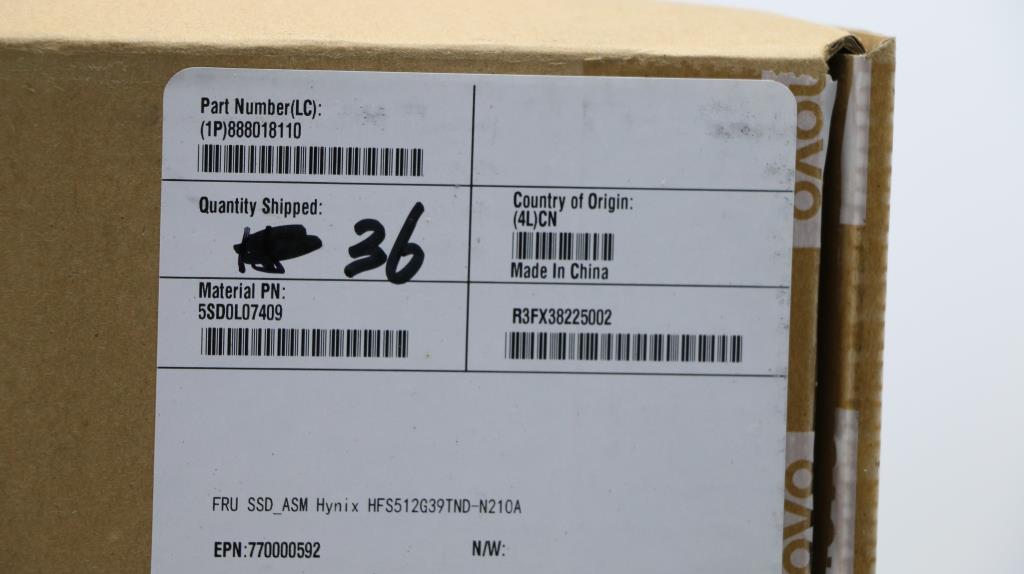 Part Number(LC):
(1P)888018110
Quantity Shipped:
36
Country of Origin:
(4L)CN
Made In China
Material PN:
5SD0L07409
R3FX38225002
FRU SSD_ASM Hynix HFS512G39TND-N210A
EPN:770000592
N/W: